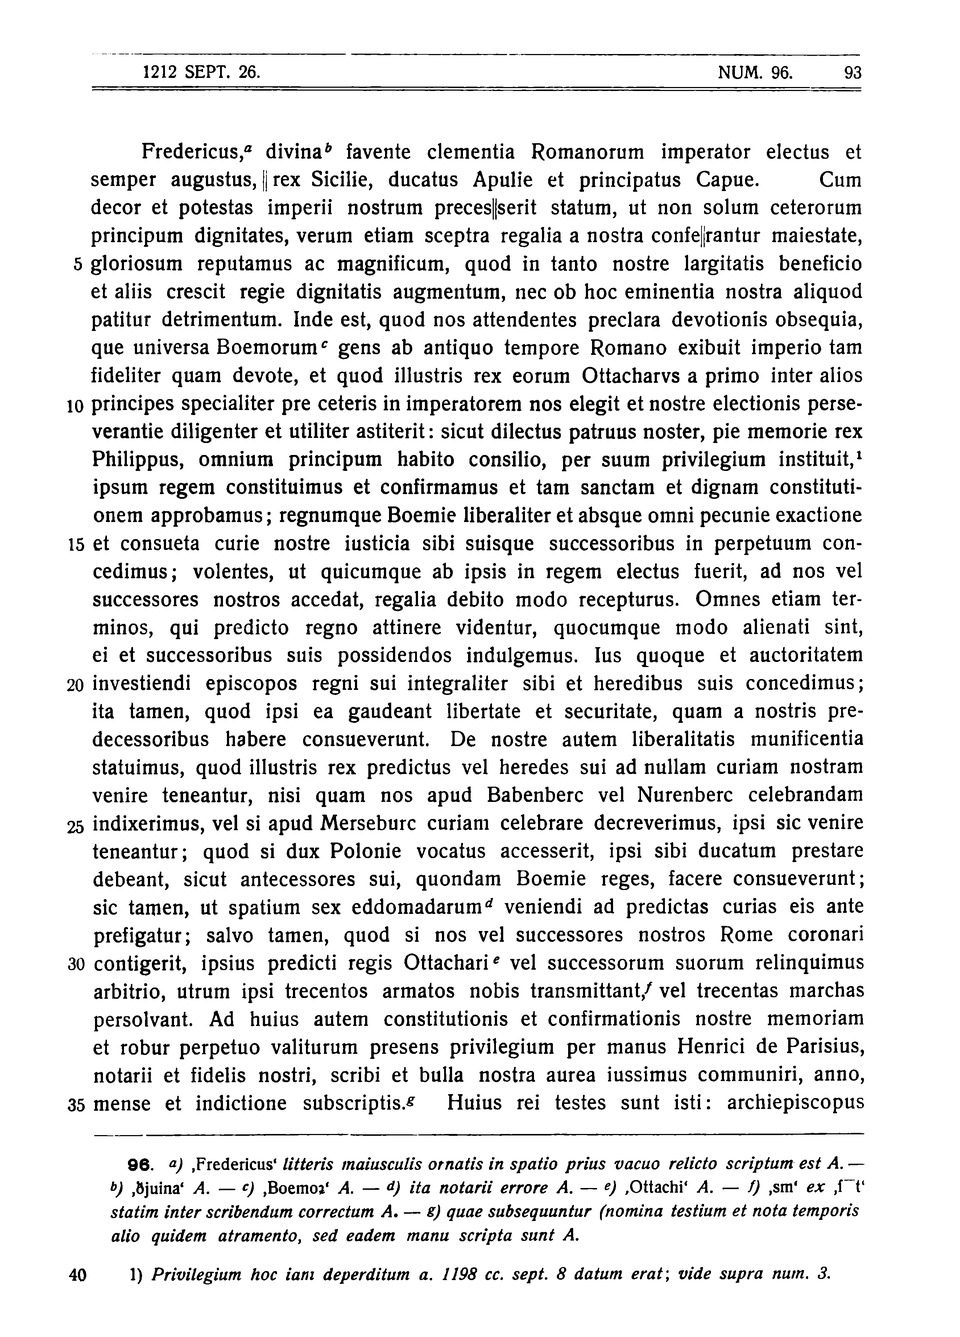 1212 SEPT. 26. NUM. 96. 93
Fredericus,ᵃ divinaᵇ favente clementia Romanorum imperator electus et
semper augustus, || rex Sicilie, ducatus Apulie et principatus Capue. Cum
decor et potestas imperii nostrum preces||serit statum, ut non solum ceterorum
principum dignitates, verum etiam sceptra regalia a nostra confe||rantur maiestate,
5 gloriosum reputamus ac magnificum, quod in tanto nostre largitatis beneficio
et aliis crescit regie dignitatis augmentum, nec ob hoc eminentia nostra aliquod
patitur detrimentum. Inde est, quod nos attendentes preclara devotionis obsequia,
que universa Boemorumᶜ gens ab antiquo tempore Romano exibuit imperio tam
fideliter quam devote, et quod illustris rex eorum Ottacharvs a primo inter alios
10 principes specialiter pre ceteris in imperatorem nos elegit et nostre electionis perse-
verantie diligenter et utiliter astiterit: sicut dilectus patruus noster, pie memorie rex
Philippus, omnium principum habito consilio, per suum privilegium instituit,¹
ipsum regem constituimus et confirmamus et tam sanctam et dignam constituti-
onem approbamus; regnumque Boemie liberaliter et absque omni pecunie exactione
15 et consueta curie nostre iusticia sibi suisque successoribus in perpetuum con-
cedimus; volentes, ut quicumque ab ipsis in regem electus fuerit, ad nos vel
successores nostros accedat, regalia debito modo recepturus. Omnes etiam ter-
minos, qui predicto regno attinere videntur, quocumque modo alienati sint,
ei et successoribus suis possidendos indulgemus. Ius quoque et auctoritatem
20 investiendi episcopos regni sui integraliter sibi et heredibus suis concedimus;
ita tamen, quod ipsi ea gaudeant libertate et securitate, quam a nostris pre-
decessoribus habere consueverunt. De nostre autem liberalitatis munificentia
statuimus, quod illustris rex predictus vel heredes sui ad nullam curiam nostram
venire teneantur, nisi quam nos apud Babenberc vel Nurenberc celebrandam
25 indixerimus, vel si apud Merseburc curiam celebrare decreverimus, ipsi sic venire
teneantur; quod si dux Polonie vocatus accesserit, ipsi sibi ducatum prestare
debeant, sicut antecessores sui, quondam Boemie reges, facere consueverunt;
sic tamen, ut spatium sex eddomadarumᵈ veniendi ad predictas curias eis ante
prefigatur; salvo tamen, quod si nos vel successores nostros Rome coronari
30 contigerit, ipsius predicti regis Ottachariᵉ vel successorum suorum relinquimus
arbitrio, utrum ipsi trecentos armatos nobis transmittant,ᶠ vel trecentas marchas
persolvant. Ad huius autem constitutionis et confirmationis nostre memoriam
et robur perpetuo valiturum presens privilegium per manus Henrici de Parisius,
notarii et fidelis nostri, scribi et bulla nostra aurea iussimus communiri, anno,
35 mense et indictione subscriptis.ᵍ Huius rei testes sunt isti: archiepiscopus
96. a) ‚Fredericus‘ litteris maiusculis ornatis in spatio prius vacuo relicto scriptum est A. —
b) ‚δjuina‘ A. — c) ‚Boemoꝛ‘ A. — d) ita notarii errore A. — e) ‚Ottachi‘ A. — f) ‚sm‘ ex ‚f‾t‘
statim inter scribendum correctum A. — g) quae subsequuntur (nomina testium et nota temporis
alio quidem atramento, sed eadem manu scripta sunt A.
40 1) Privilegium hoc iam deperditum a. 1198 cc. sept. 8 datum erat; vide supra num. 3.